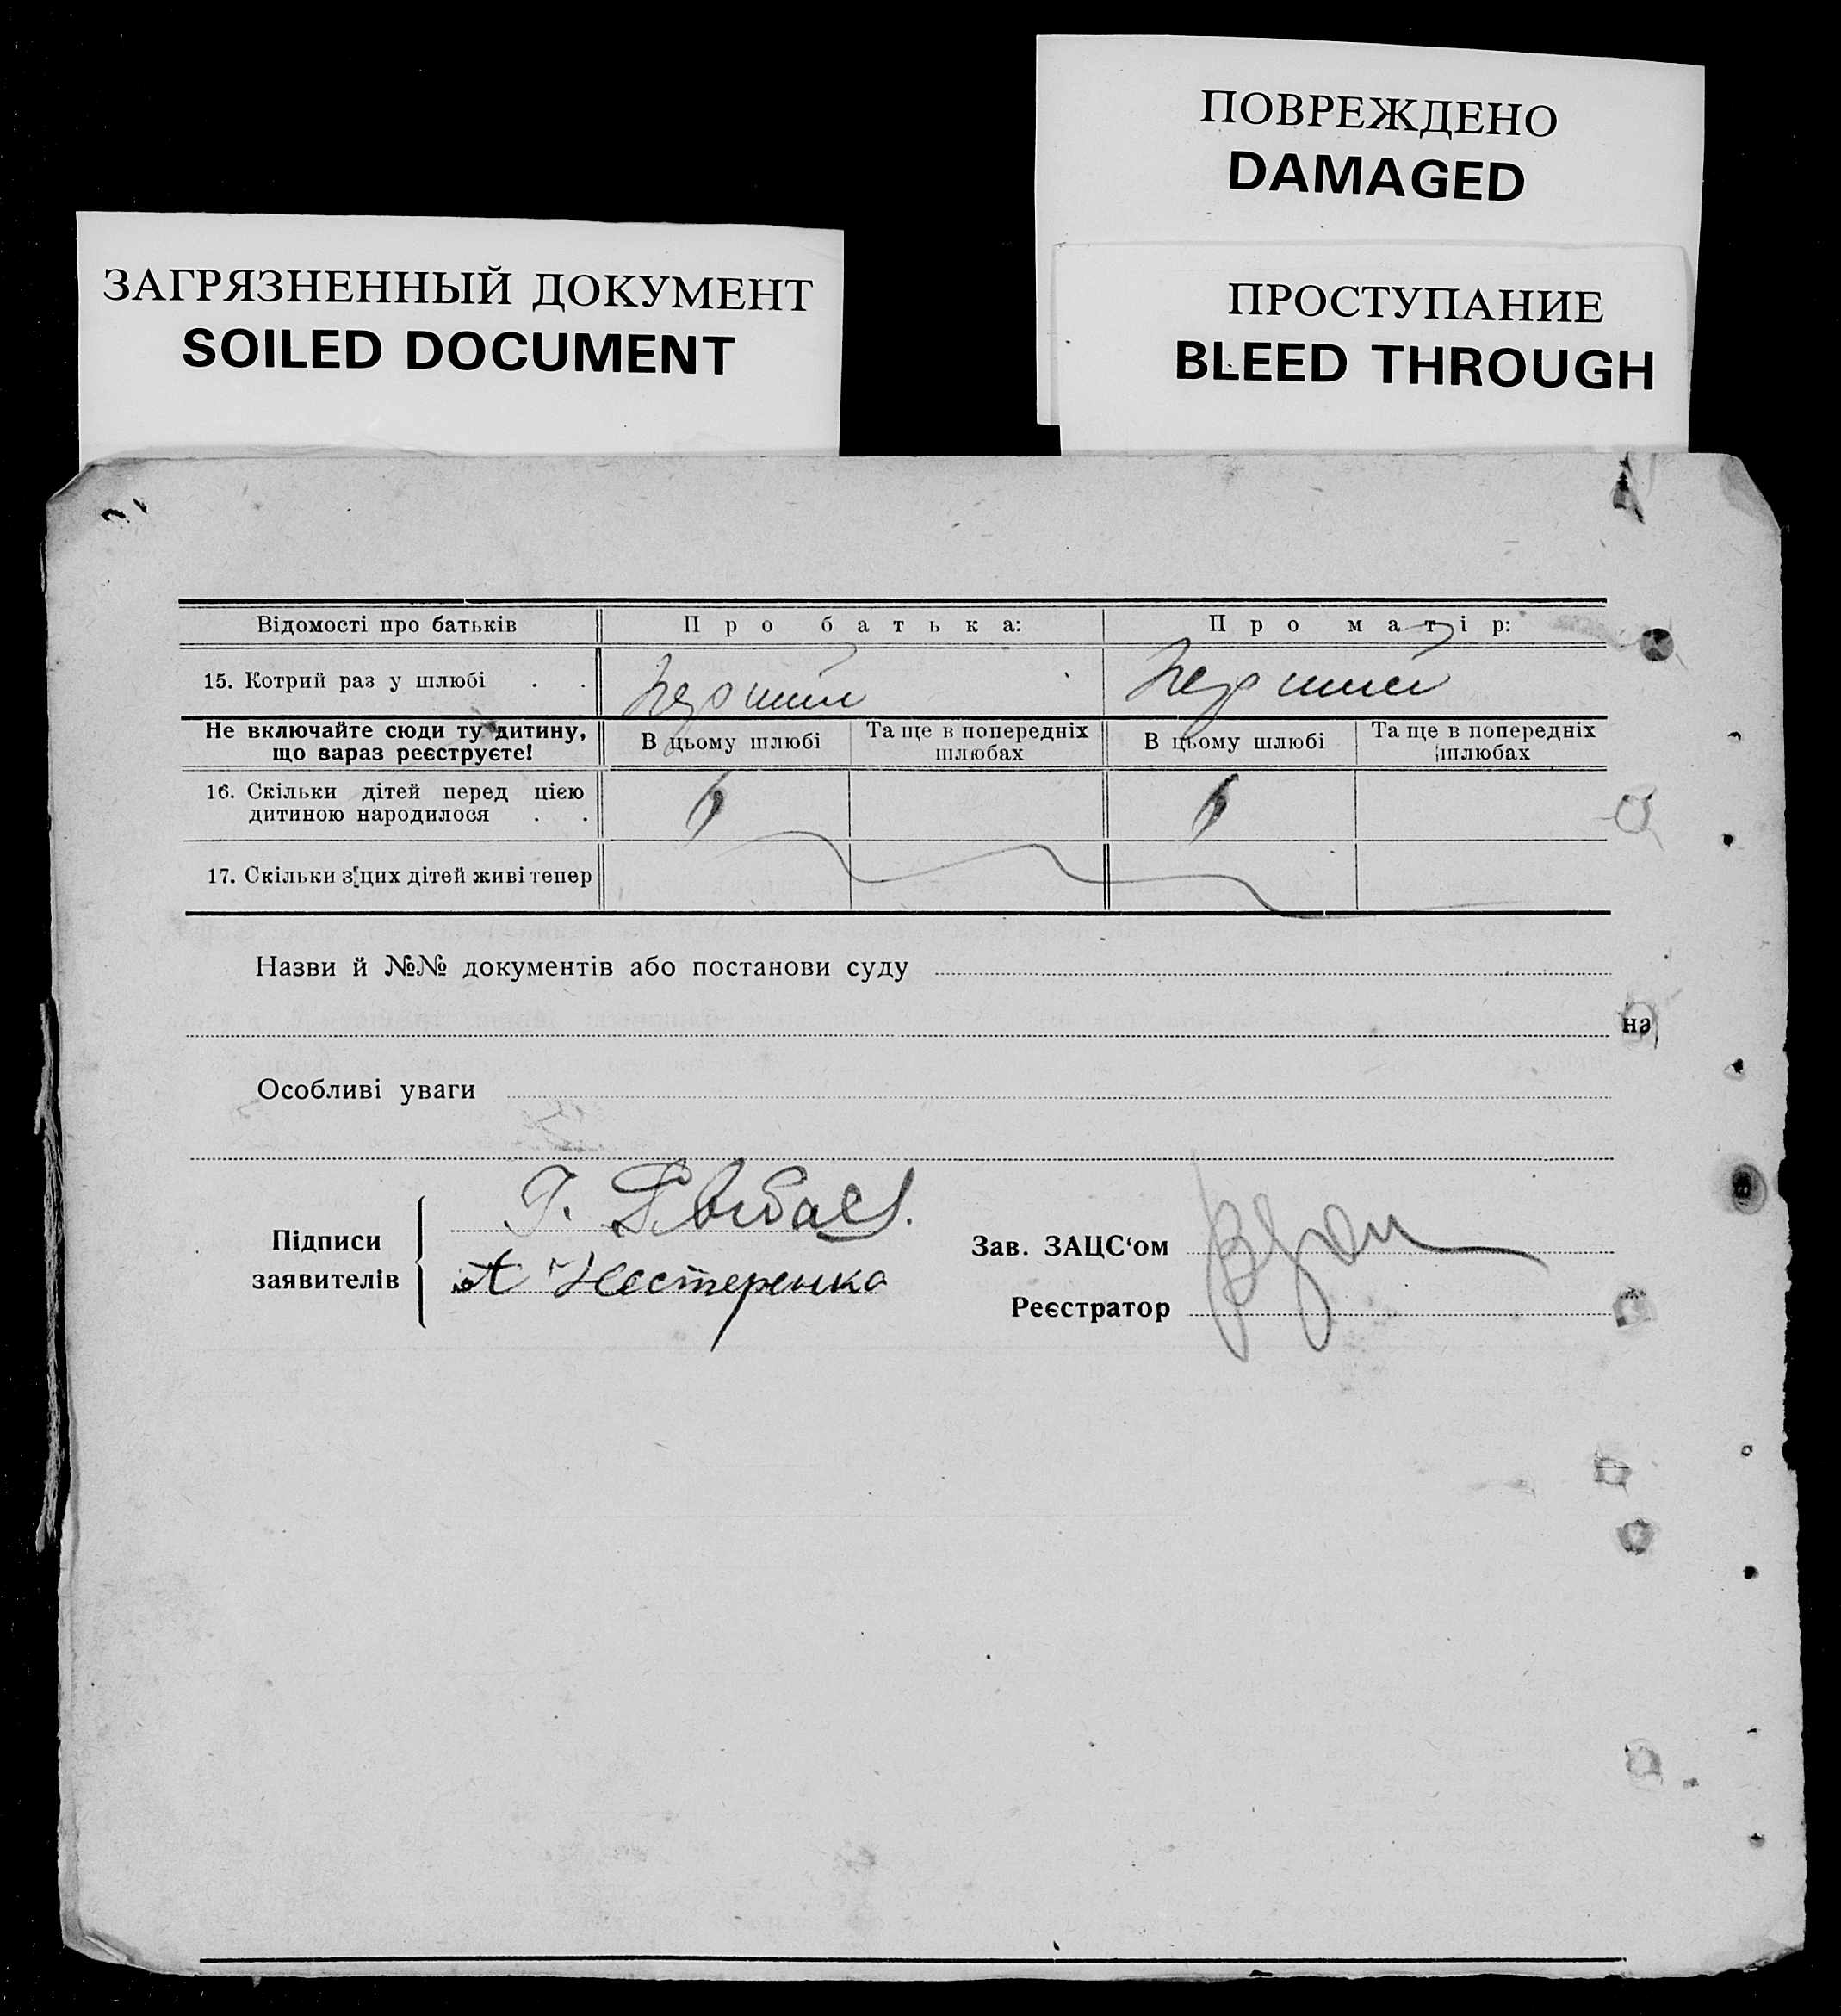 ПОВРЕЖДЕНО
DAMAGED
ЗАГРЯЗНЕННЫЙ ДОКУМЕНТ
SOILED DOCUMENT
ПРОСТУПАНИЕ
BLEED THROUGH
Відомості про батьків Про батька: Про матір:
15. Котрий раз у шлюбі . . перший перший
Не включайте сюди ту дитину, що зараз реєструєте! В цьому шлюбі Та ще в попередніх шлюбах В цьому шлюбі Та ще в попередніх шлюбах
16. Скільки дітей перед цією
дитиною народилося . .
17. Скільки з цих дітей живі тепер
Назви й №№ документів або постанови суду
на
Особливі уваги
Підписи
заявителів
А Нестеренко
Зав. ЗАЦС‘ом
Реєстратор